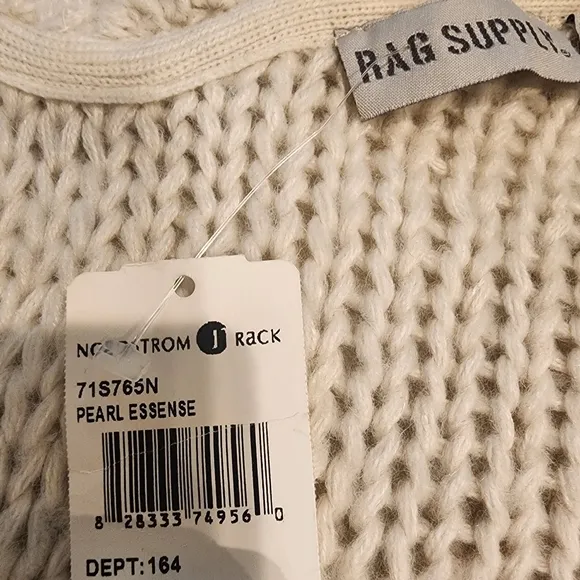 RAG SUPPLY
NORDSTROM RACK
71S765N
PEARL ESSENSE
8 28333 74956 0
DEPT:164